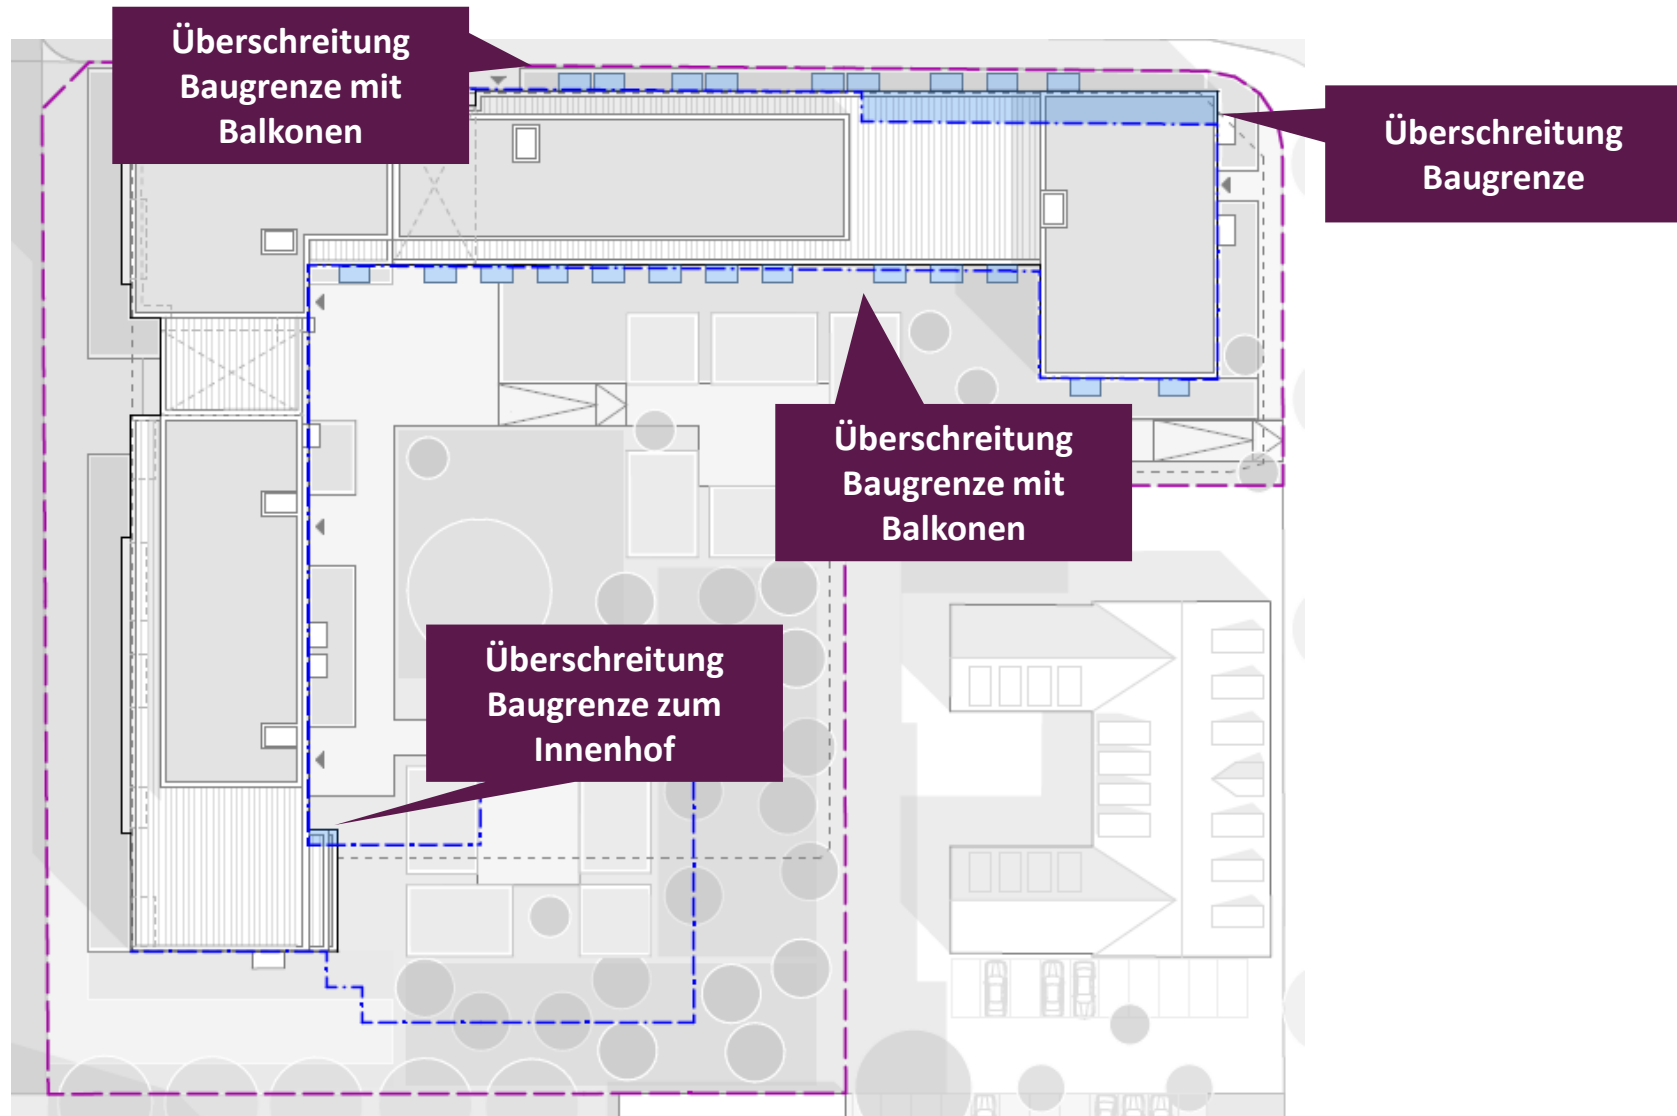 Überschreitung
Baugrenze mit
Balkonen
Überschreitung
Baugrenze
Überschreitung
Baugrenze mit
Balkonen
Überschreitung
Baugrenze zum
Innenhof